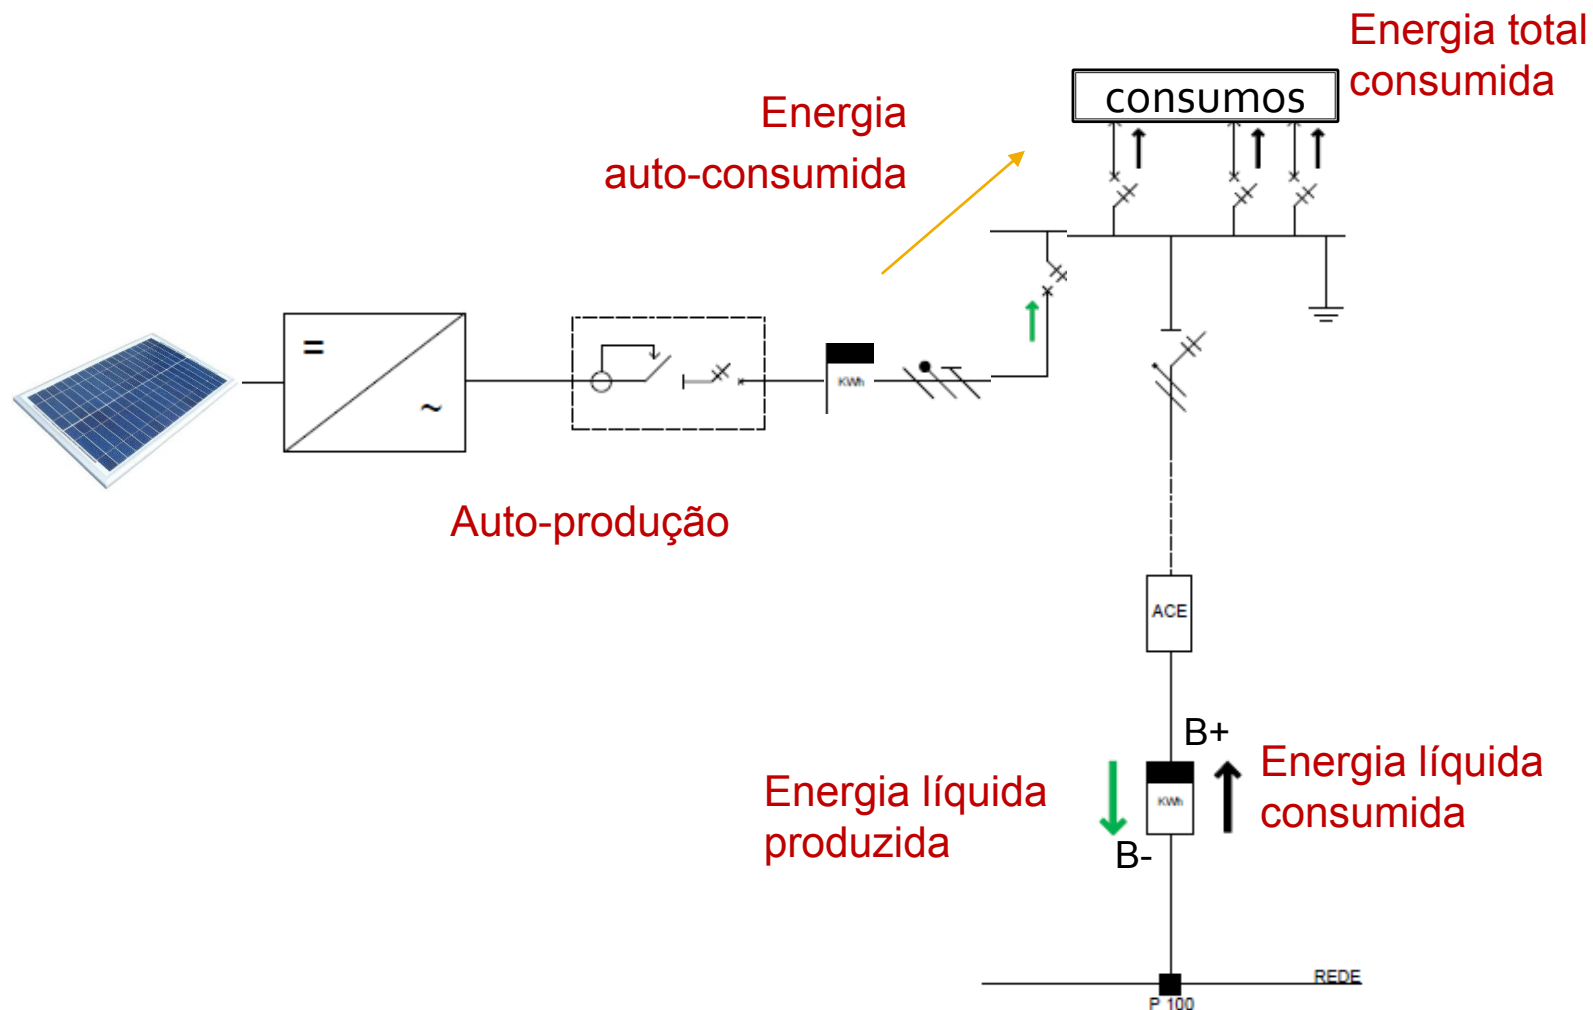 Energia total
consumida
consumos
Energia
auto-consumida
=
~
KWh
Auto-produção
ACE
B+
Energia líquida
consumida
Energia líquida
produzida
KWh
B-
REDE
P 100